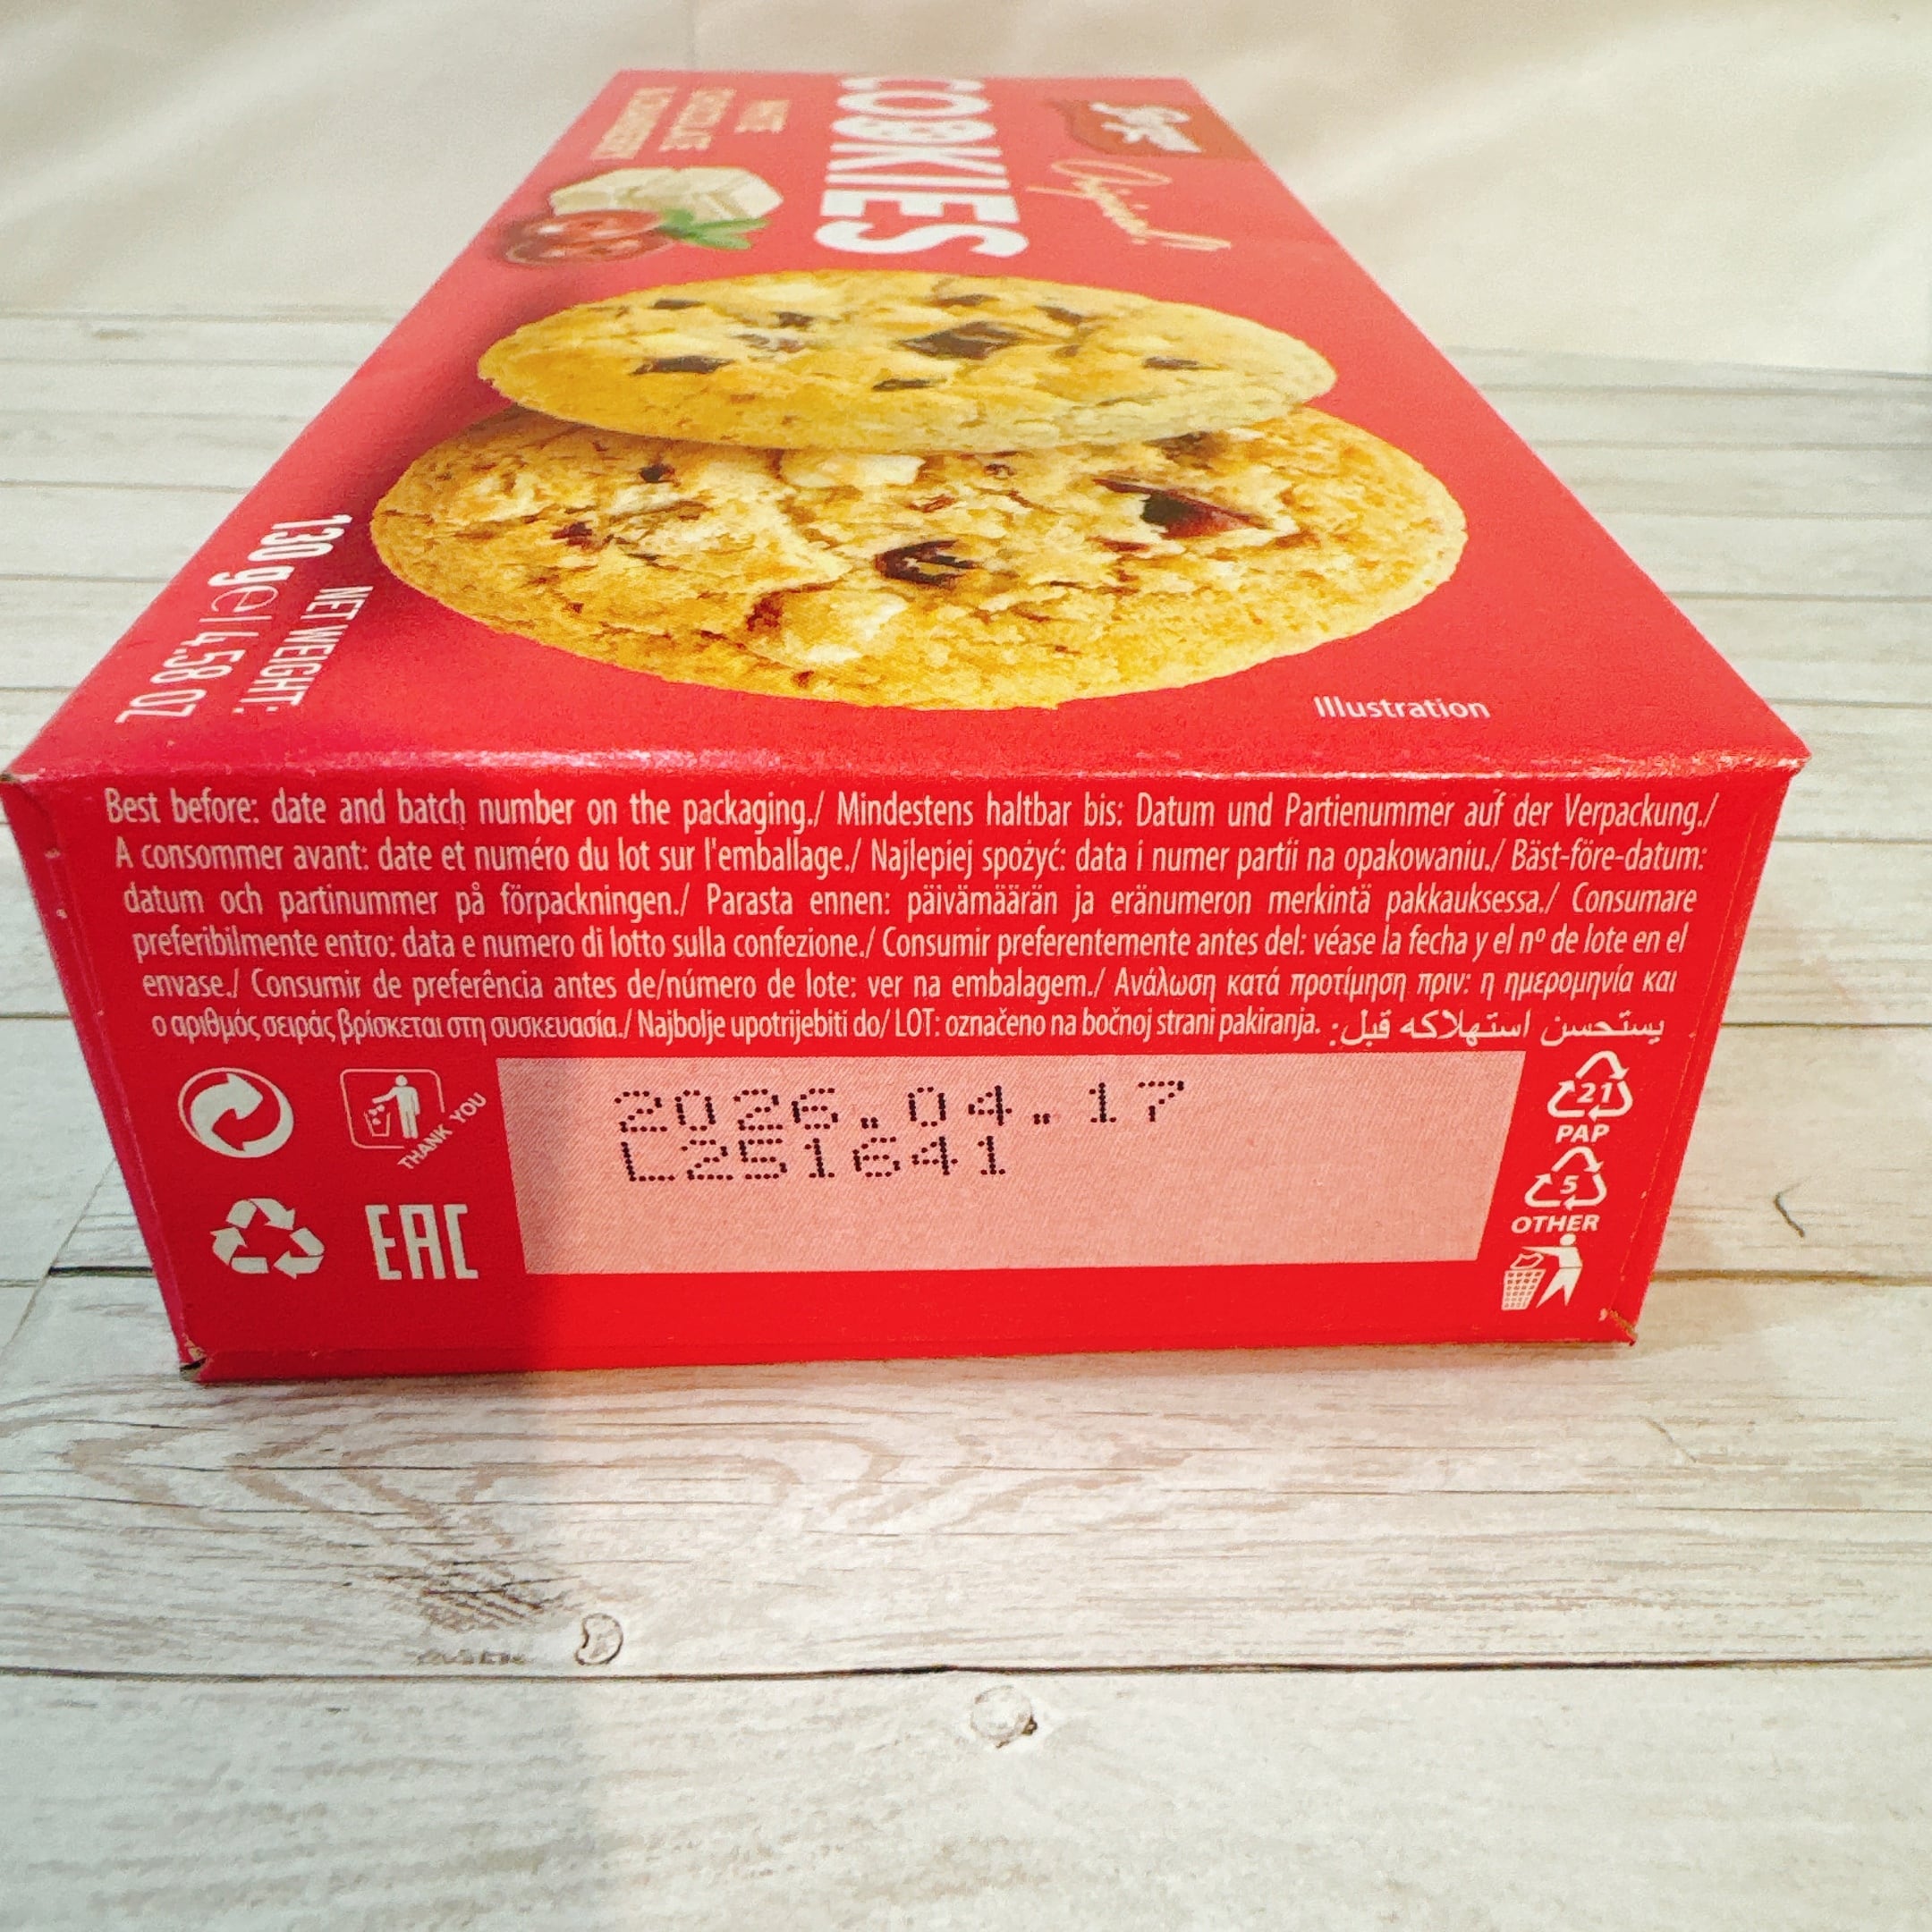 Original
COOKIES
WHITE
CHOCOLATE
& CRANBERRY
NET WEIGHT:
130 g e | 4.58 OZ
Illustration
Best before: date and batch number on the packaging./ Mindestens haltbar bis: Datum und Partienummer auf der Verpackung./
A consommer avant: date et numéro du lot sur l'emballage./ Najlepiej spożyć: data i numer partii na opakowaniu./ Bäst-före-datum:
datum och partinummer på förpackningen./ Parasta ennen: päivämäärän ja eränumeron merkintä pakkauksessa./ Consumare
preferibilmente entro: data e numero di lotto sulla confezione./ Consumir preferentemente antes del: véase la fecha y el nº de lote en el
envase./ Consumir de preferência antes de/número de lote: ver na embalagem./ Ανάλωση κατά προτίμηση πριν: η ημερομηνία και
ο αριθμός σειράς βρίσκεται στη συσκευασία./ Najbolje upotrijebiti do/ LOT: označeno na bočnoj strani pakiranja. يستحسن استهلاكه قبل:
THANK YOU
EAC
2026.04.17
L251641
21
PAP
5
OTHER